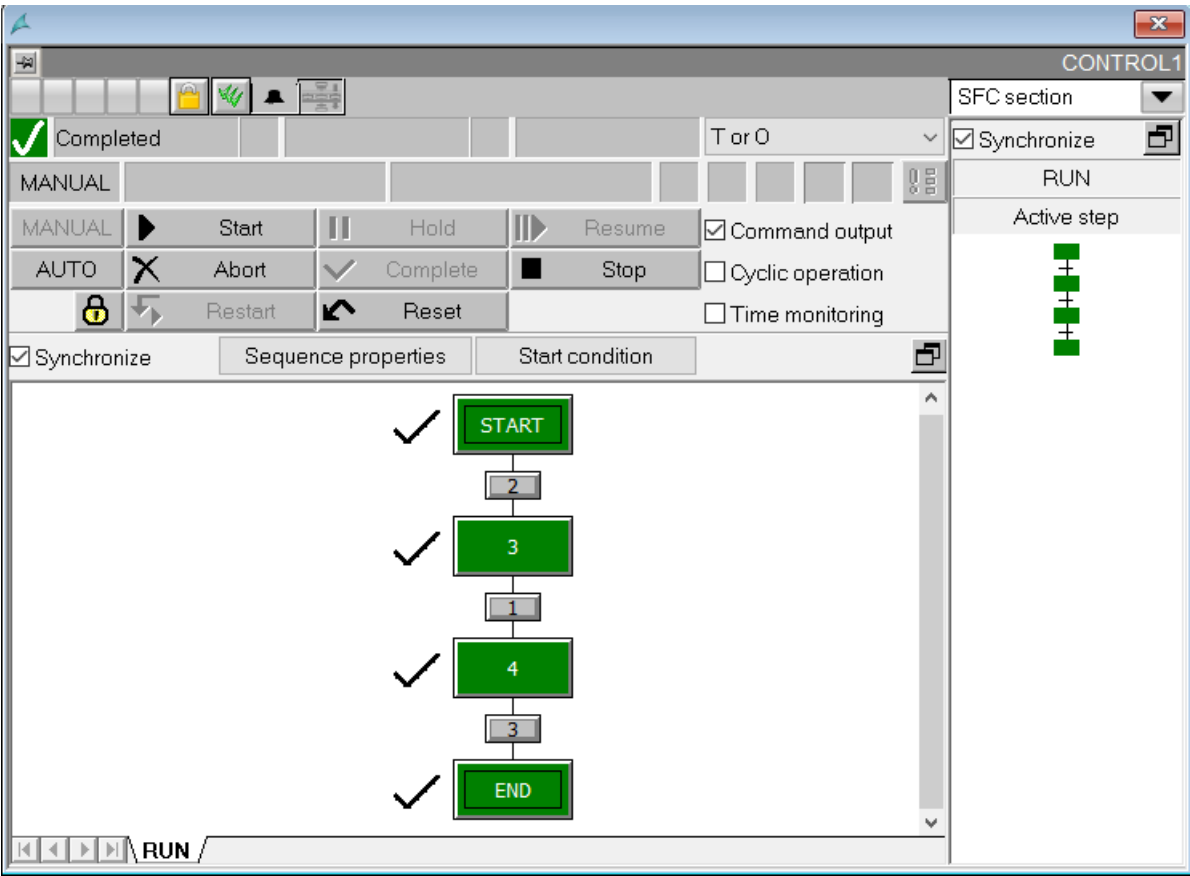 CONTROL1
SFC section
Completed
T or O
Synchronize
MANUAL
RUN
MANUAL Start Hold Resume Command output
Active step
AUTO Abort Complete Stop Cyclic operation
Restart Reset Time monitoring
Synchronize Sequence properties Start condition
START
2
3
1
4
3
END
RUN